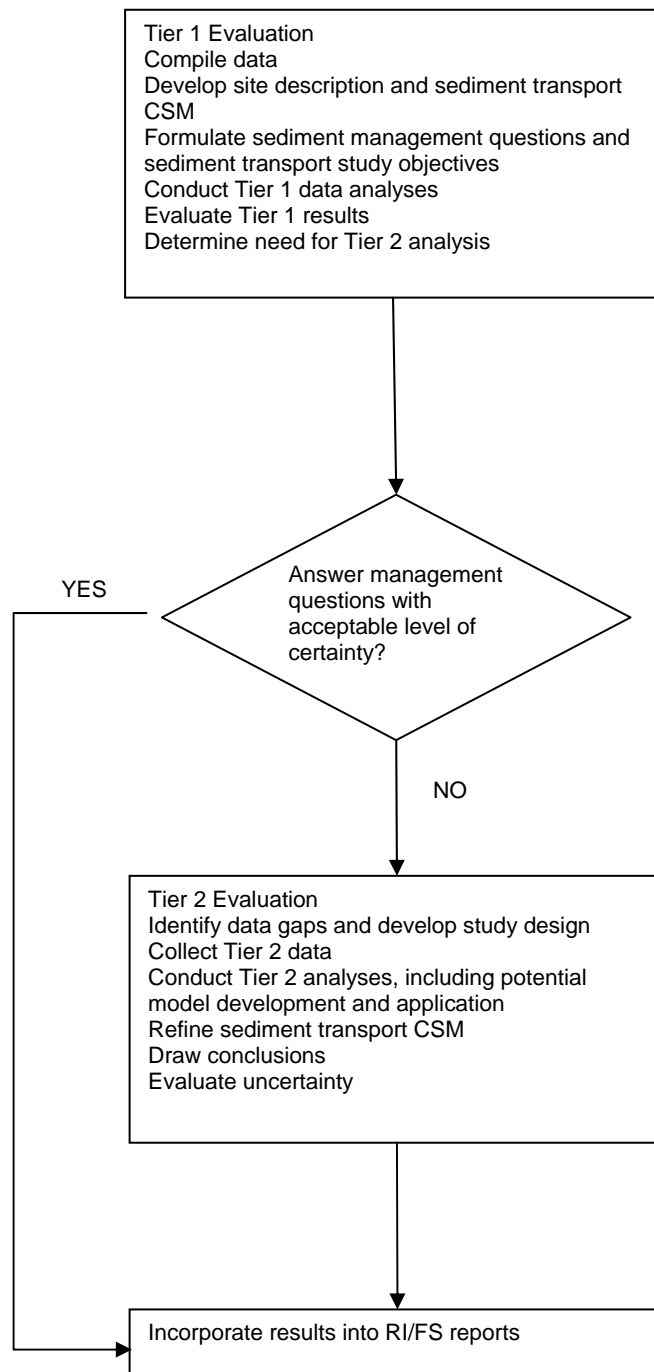 Tier 1 Evaluation
Compile data
Develop site description and sediment transport
CSM
Formulate sediment management questions and
sediment transport study objectives
Conduct Tier 1 data analyses
Evaluate Tier 1 results
Determine need for Tier 2 analysis
YES
Answer management
questions with
acceptable level of
certainty?
NO
Tier 2 Evaluation
Identify data gaps and develop study design
Collect Tier 2 data
Conduct Tier 2 analyses, including potential
model development and application
Refine sediment transport CSM
Draw conclusions
Evaluate uncertainty
Incorporate results into RI/FS reports